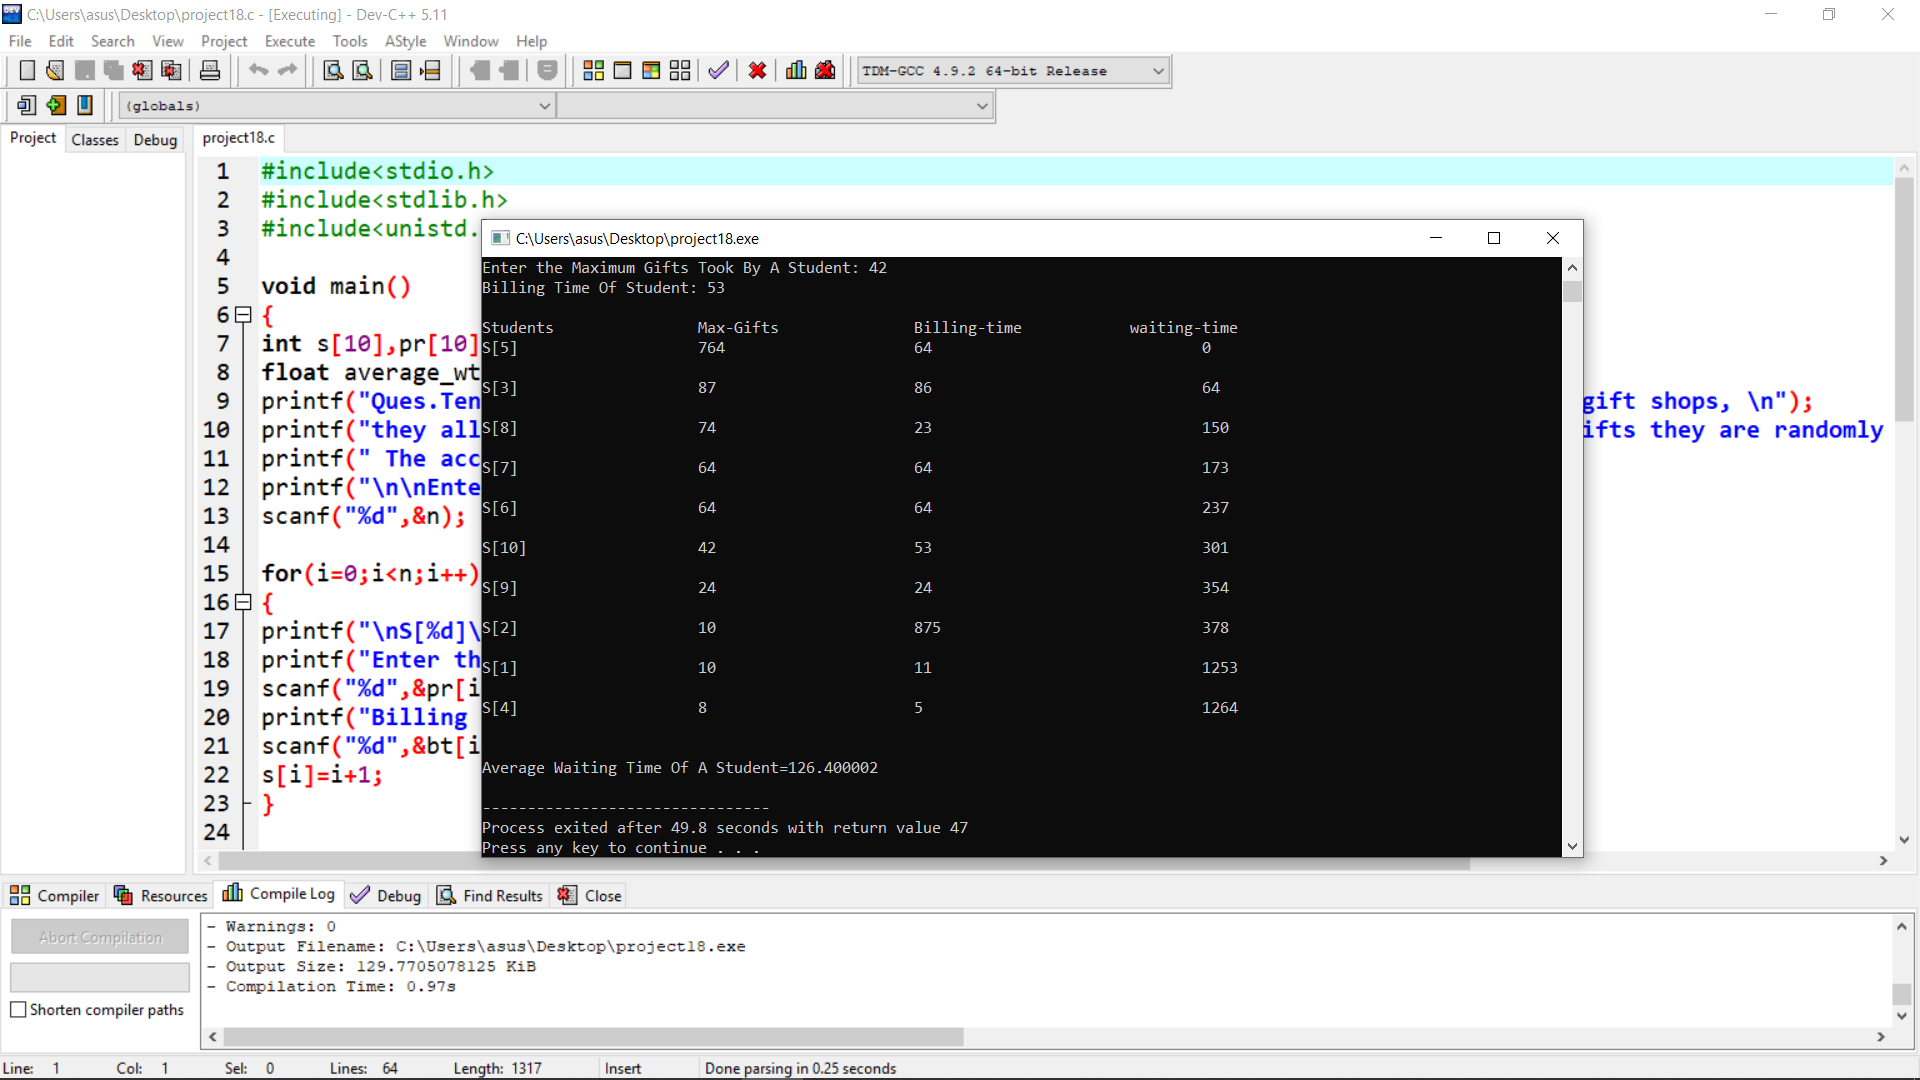 C:\Users\asus\Desktop\project18.c - [Executing] - Dev-C++ 5.11
File Edit Search View Project Execute Tools AStyle Window Help
TDM-GCC 4.9.2 64-bit Release
(globals)
Project Classes Debug project18.c
1 #include<stdio.h>
2 #include<stdlib.h>
3 #include<unistd.
4
5 void main()
6 {
7 int s[10],pr[10]
8 float average_wt
9 printf("Ques.Ten gift shops, \n");
10 printf("they all ifts they are randomly
11 printf(" The acc
12 printf("\n\nEnte
13 scanf("%d",&n);
14
15 for(i=0;i<n;i++)
16 {
17 printf("\nS[%d]\
18 printf("Enter th
19 scanf("%d",&pr[i
20 printf("Billing
21 scanf("%d",&bt[i
22 s[i]=i+1;
23 }
24
C:\Users\asus\Desktop\project18.exe
Enter the Maximum Gifts Took By A Student: 42
Billing Time Of Student: 53
Students Max-Gifts Billing-time waiting-time
S[5] 764 64 0
S[3] 87 86 64
S[8] 74 23 150
S[7] 64 64 173
S[6] 64 64 237
S[10] 42 53 301
S[9] 24 24 354
S[2] 10 875 378
S[1] 10 11 1253
S[4] 8 5 1264
Average Waiting Time Of A Student=126.400002
--------------------------------
Process exited after 49.8 seconds with return value 47
Press any key to continue . . .
Compiler Resources Compile Log Debug Find Results Close
Abort Compilation
Shorten compiler paths
- Warnings: 0
- Output Filename: C:\Users\asus\Desktop\project18.exe
- Output Size: 129.7705078125 KiB
- Compilation Time: 0.97s
Line: 1 Col: 1 Sel: 0 Lines: 64 Length: 1317 Insert Done parsing in 0.25 seconds